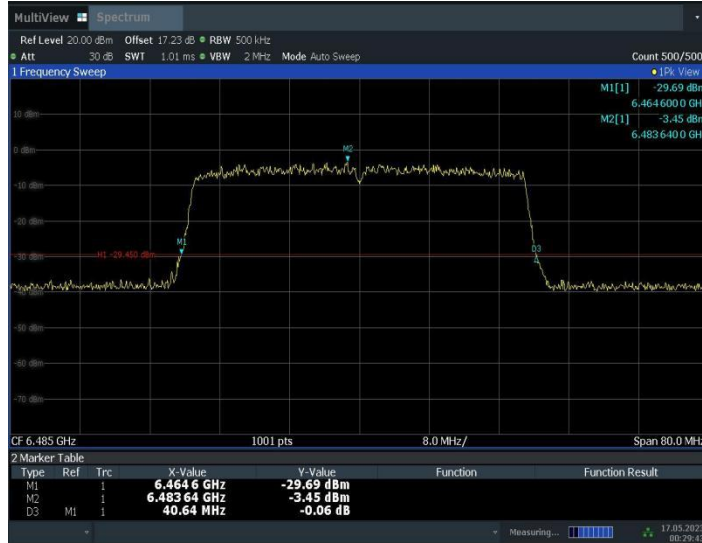 MultiView Spectrum
Ref Level 20.00 dBm Offset 17.23 dB RBW 500 kHz
Att 30 dB SWT 1.01 ms VBW 2 MHz Mode Auto Sweep Count 500/500
1 Frequency Sweep 1Pk View
M1[1] -29.69 dBm
6.464 600 0 GH
M2[1] -3.45 dBm
6.483 640 0 GH
10 dBm
0 dBm
M2
-10 dBm
-20 dBm
M1
D3
H1 -29.450 dBm
-30 dBm
-40 dBm
-50 dBm
-60 dBm
-70 dBm
CF 6.485 GHz 1001 pts 8.0 MHz/ Span 80.0 MHz
2 Marker Table
Type Ref Trc X-Value Y-Value Function Function Result
M1 1 6.464 6 GHz -29.69 dBm
M2 1 6.483 64 GHz -3.45 dBm
D3 M1 1 40.64 MHz -0.06 dB
Measuring... 17.05.202
00:29:4